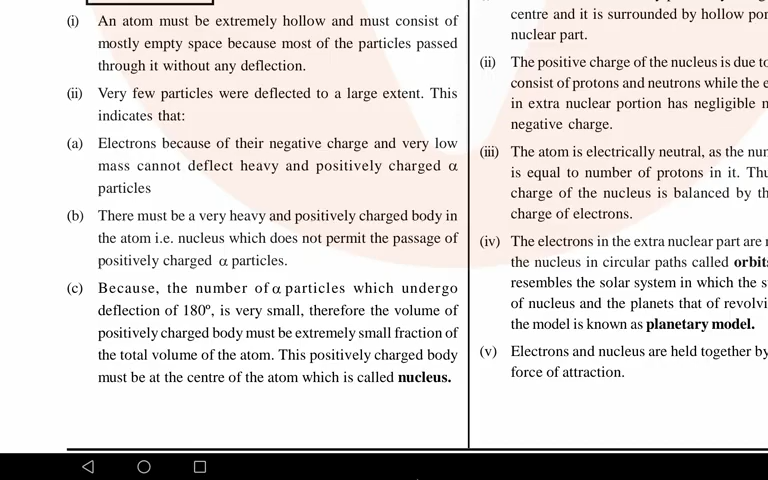 (i) An atom must be extremely hollow and must consist of
mostly empty space because most of the particles passed
through it without any deflection.
(ii) Very few particles were deflected to a large extent. This
indicates that:
(a) Electrons because of their negative charge and very low
mass cannot deflect heavy and positively charged α
particles
(b) There must be a very heavy and positively charged body in
the atom i.e. nucleus which does not permit the passage of
positively charged α particles.
(c) Because, the number of α particles which undergo
deflection of 180º, is very small, therefore the volume of
positively charged body must be extremely small fraction of
the total volume of the atom. This positively charged body
must be at the centre of the atom which is called nucleus.
centre and it is surrounded by hollow
nuclear part.
(ii) The positive charge of the nucleus is due to
consist of protons and neutrons while the
in extra nuclear portion has negligible
negative charge.
(iii) The atom is electrically neutral, as the
is equal to number of protons in it.
charge of the nucleus is balanced by
charge of electrons.
(iv) The electrons in the extra nuclear part are
the nucleus in circular paths called
resembles the solar system in which the
of nucleus and the planets that of
the model is known as planetary model.
(v) Electrons and nucleus are held together by
force of attraction.